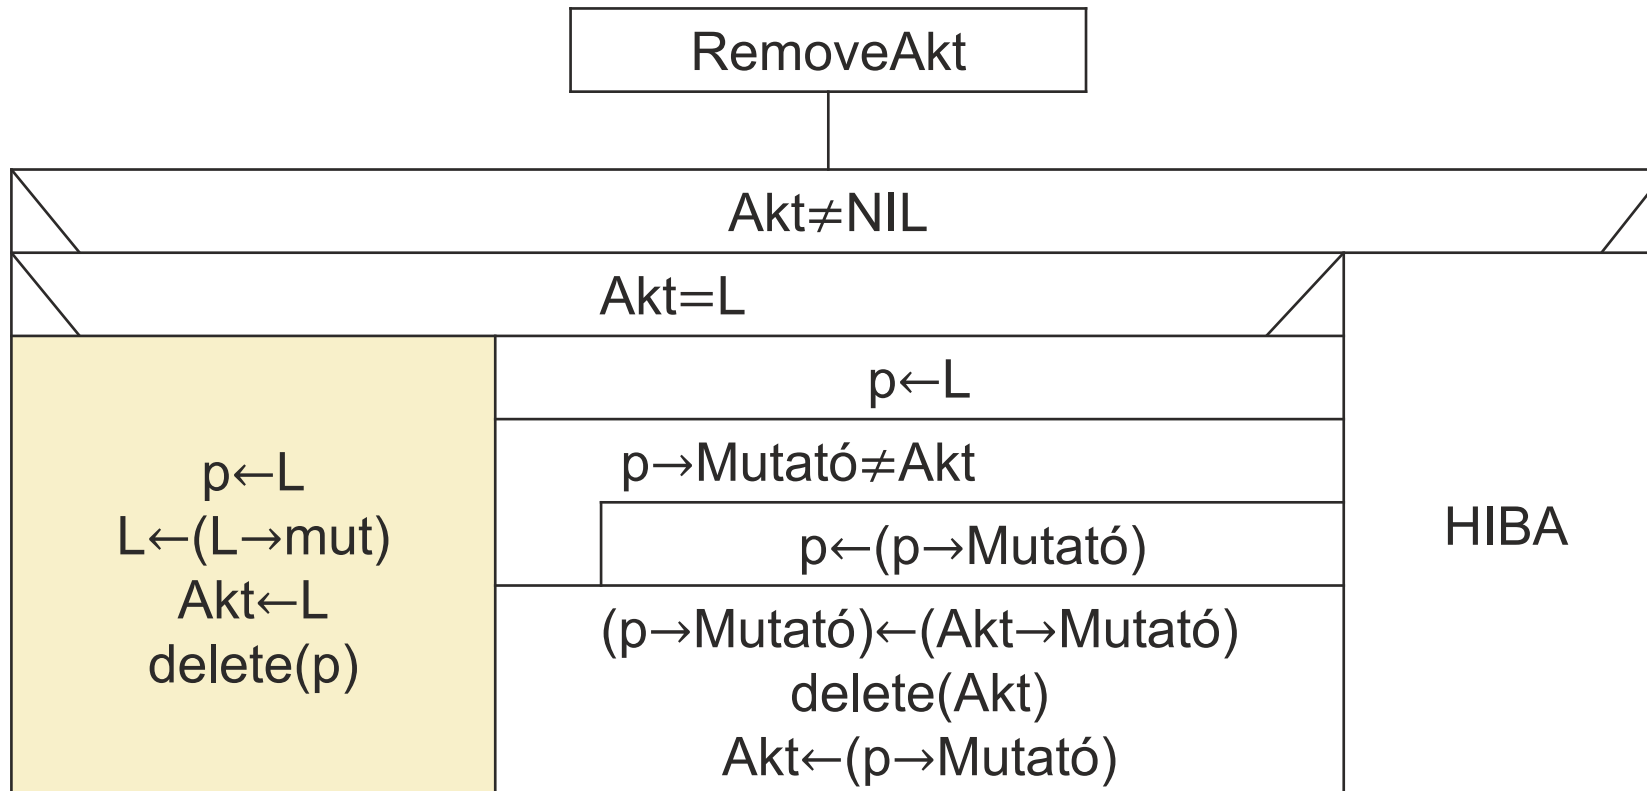 RemoveAkt
Akt≠NIL
Akt=L
p←L
L←(L→mut)
Akt←L
delete(p)
p←L
p→Mutató≠Akt
p←(p→Mutató)
(p→Mutató)←(Akt→Mutató)
delete(Akt)
Akt←(p→Mutató)
HIBA